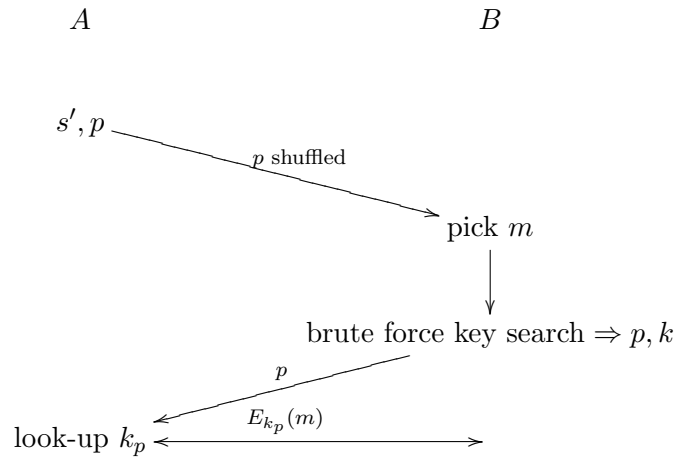 A B
s′, p
p shuffled
pick m
brute force key search ⇒ p, k
p
E_{k_p}(m)
look-up k_p